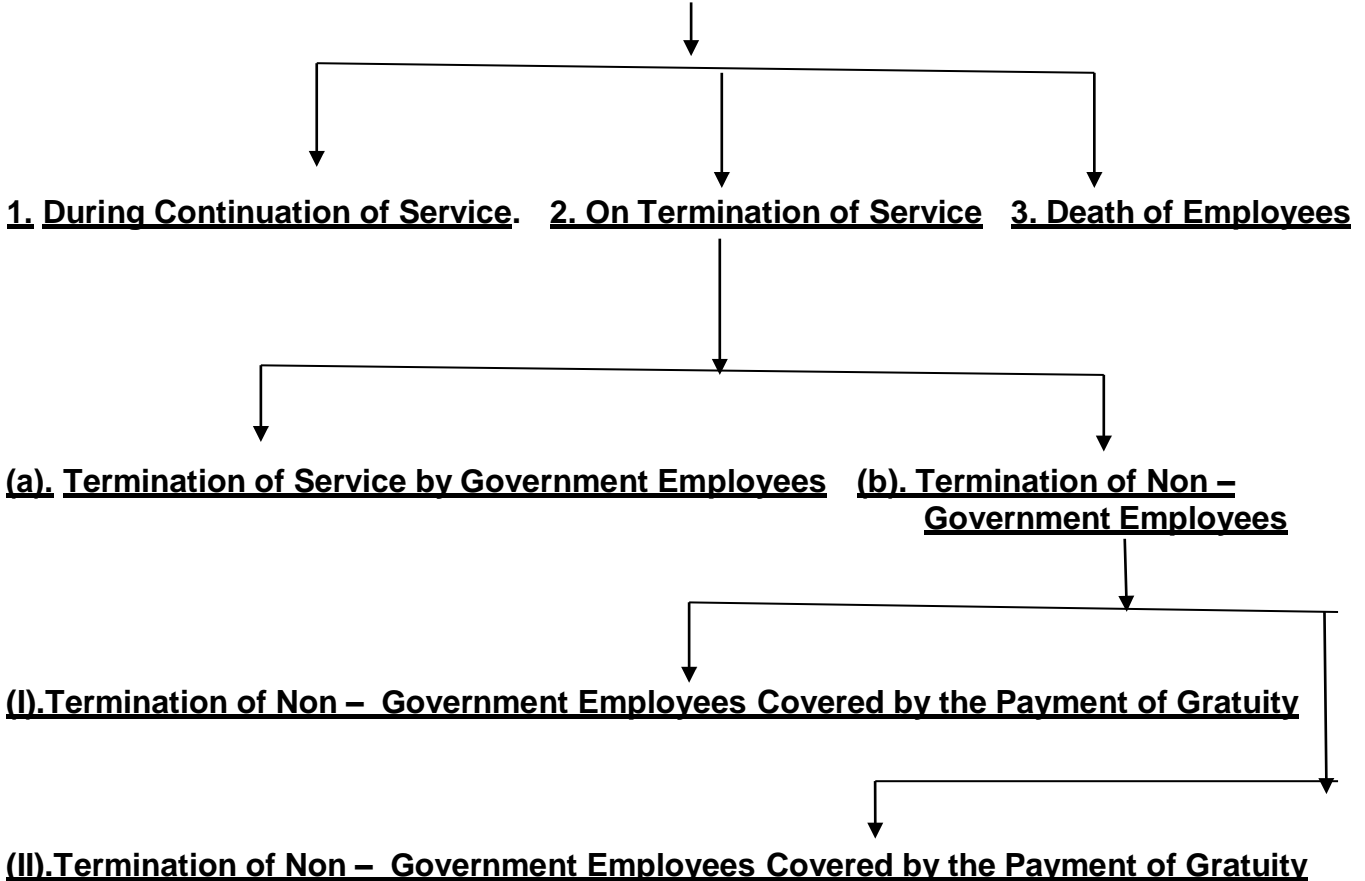 1. During Continuation of Service. 2. On Termination of Service 3. Death of Employees
(a). Termination of Service by Government Employees (b). Termination of Non –
Government Employees
(I).Termination of Non – Government Employees Covered by the Payment of Gratuity
(II).Termination of Non – Government Employees Covered by the Payment of Gratuity